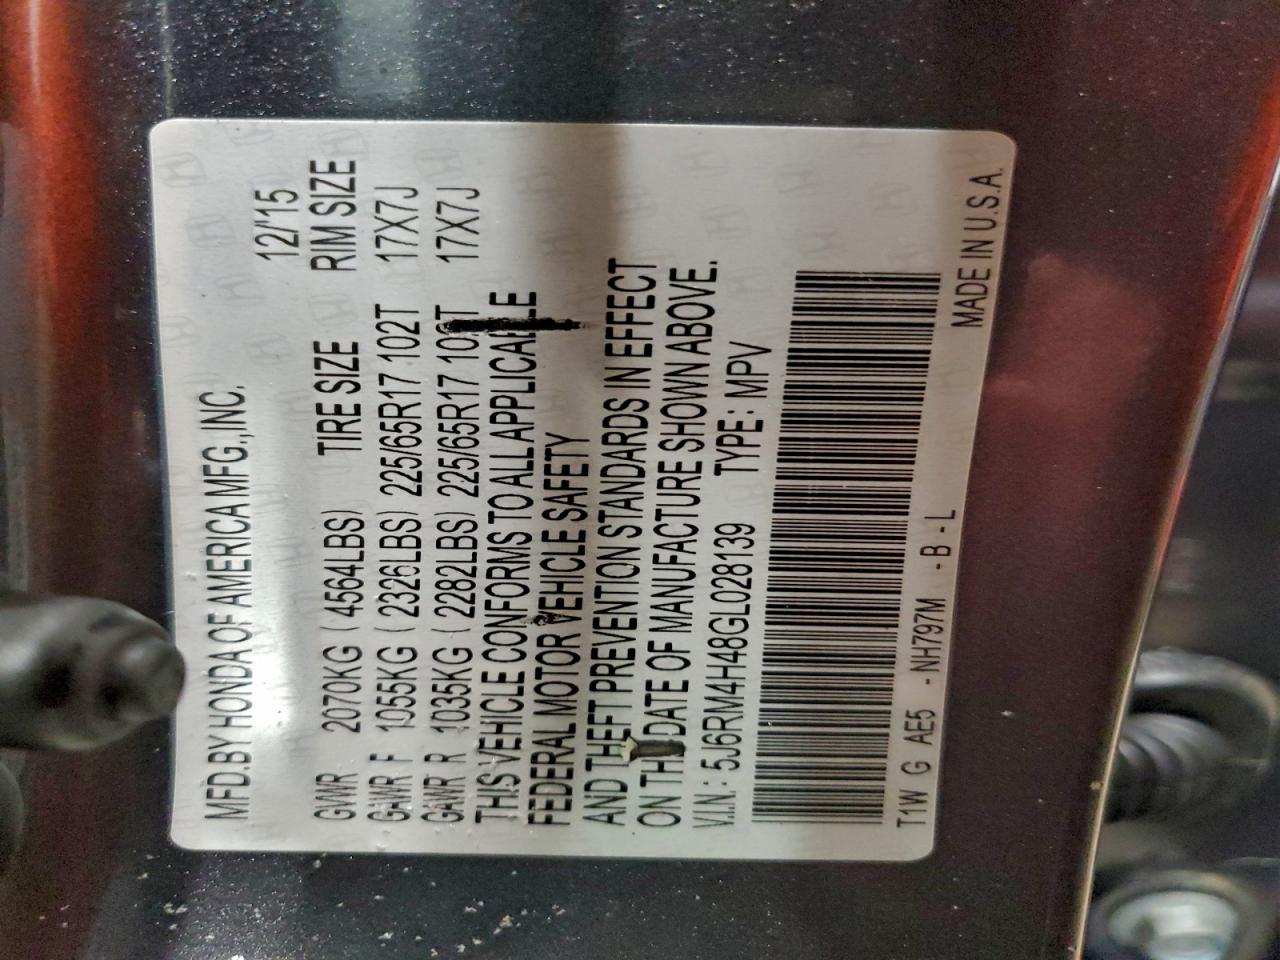 MFD.BY HONDA OF AMERICA MFG.,INC.
12/'15
GVWR 2070KG ( 4564LBS) TIRE SIZE RIM SIZE
GAWR F 1055KG ( 2326LBS) 225/65R17 102T 17X7J
GAWR R 1035KG ( 2282LBS) 225/65R17 102T 17X7J
THIS VEHICLE CONFORMS TO ALL APPLICABLE
FEDERAL MOTOR VEHICLE SAFETY
AND THEFT PREVENTION STANDARDS IN EFFECT
ON THE DATE OF MANUFACTURE SHOWN ABOVE.
V.I.N.: 5J6RM4H48GL028139 TYPE: MPV
T1W G AE5 -NH797M -B-L MADE IN U.S.A.